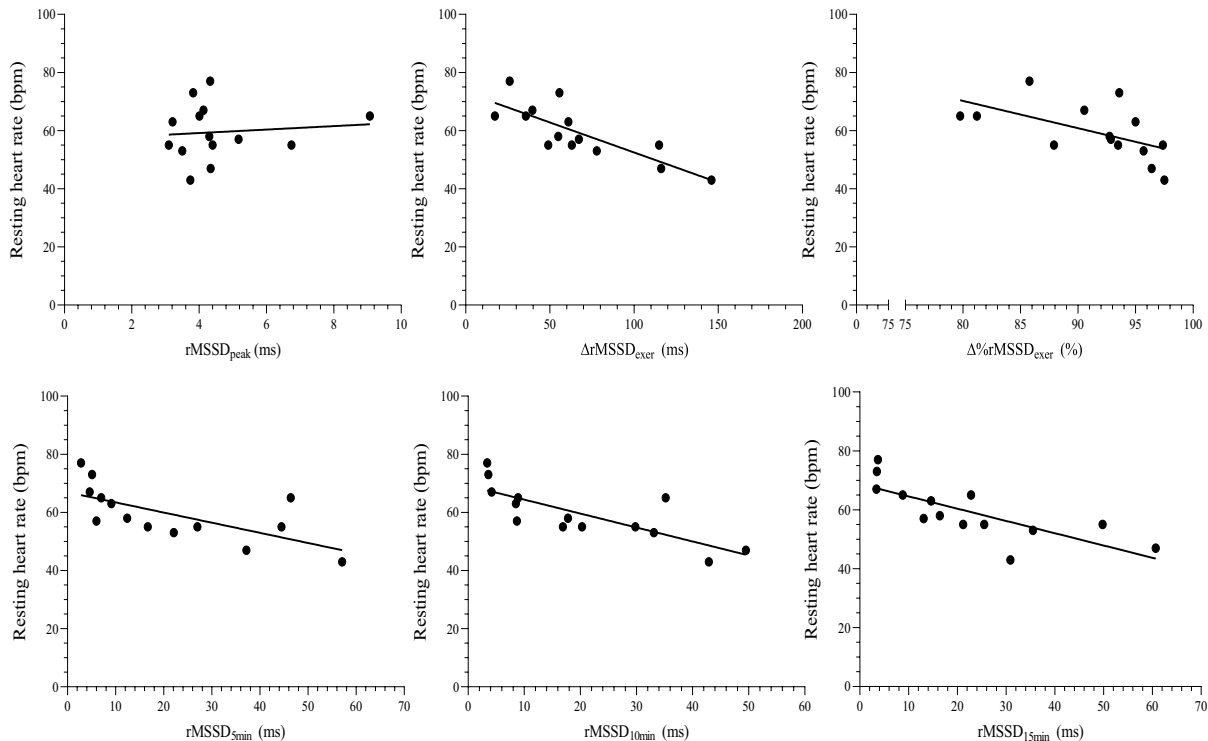 100
80
60
40
20
0
Resting heart rate (bpm)
0 2 4 6 8 10
rMSSDpeak (ms)
100
80
60
40
20
0
Resting heart rate (bpm)
0 50 100 150 200
ΔrMSSDexer (ms)
100
80
60
40
20
0
Resting heart rate (bpm)
0 75 75 80 85 90 95 100
Δ%rMSSDexer (%)
100
80
60
40
20
0
Resting heart rate (bpm)
0 10 20 30 40 50 60 70
rMSSD5min (ms)
100
80
60
40
20
0
Resting heart rate (bpm)
0 10 20 30 40 50 60
rMSSD10min (ms)
100
80
60
40
20
0
Resting heart rate (bpm)
0 10 20 30 40 50 60 70
rMSSD15min (ms)